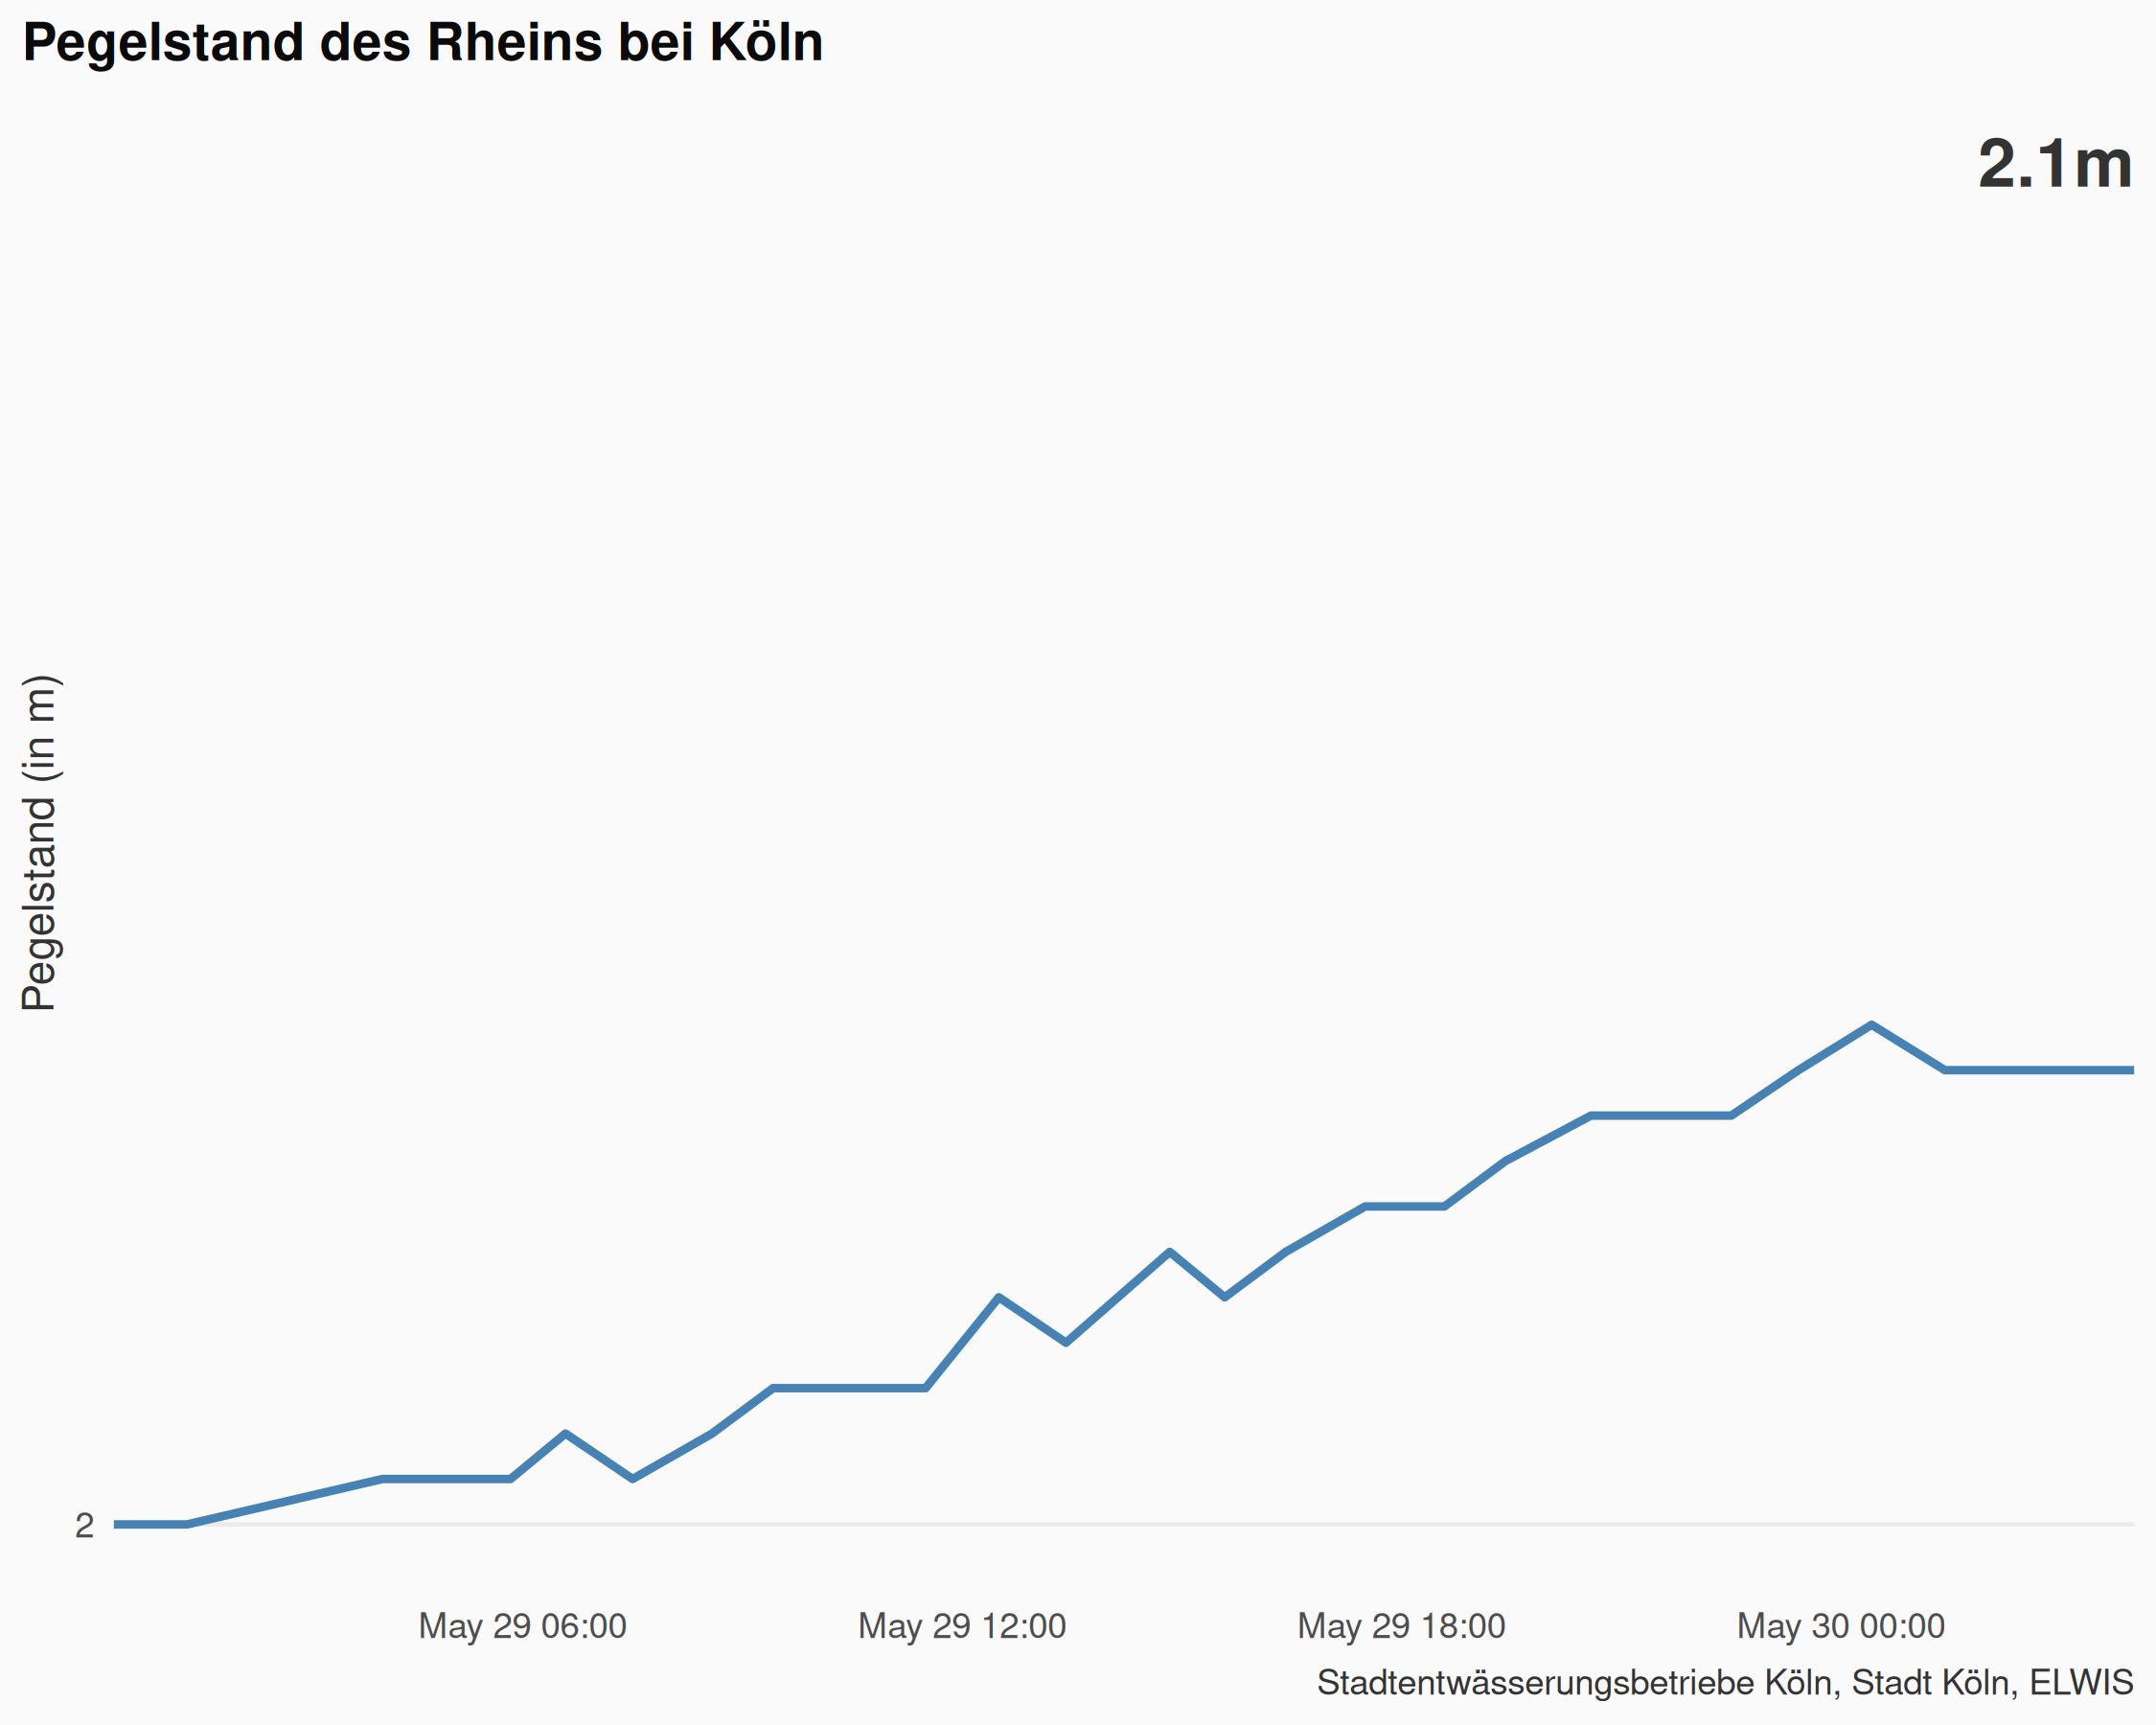 Pegelstand des Rheins bei Köln
2.1m
Pegelstand (in m)
2
May 29 06:00
May 29 12:00
May 29 18:00
May 30 00:00
Stadtentwässerungsbetriebe Köln, Stadt Köln, ELWIS